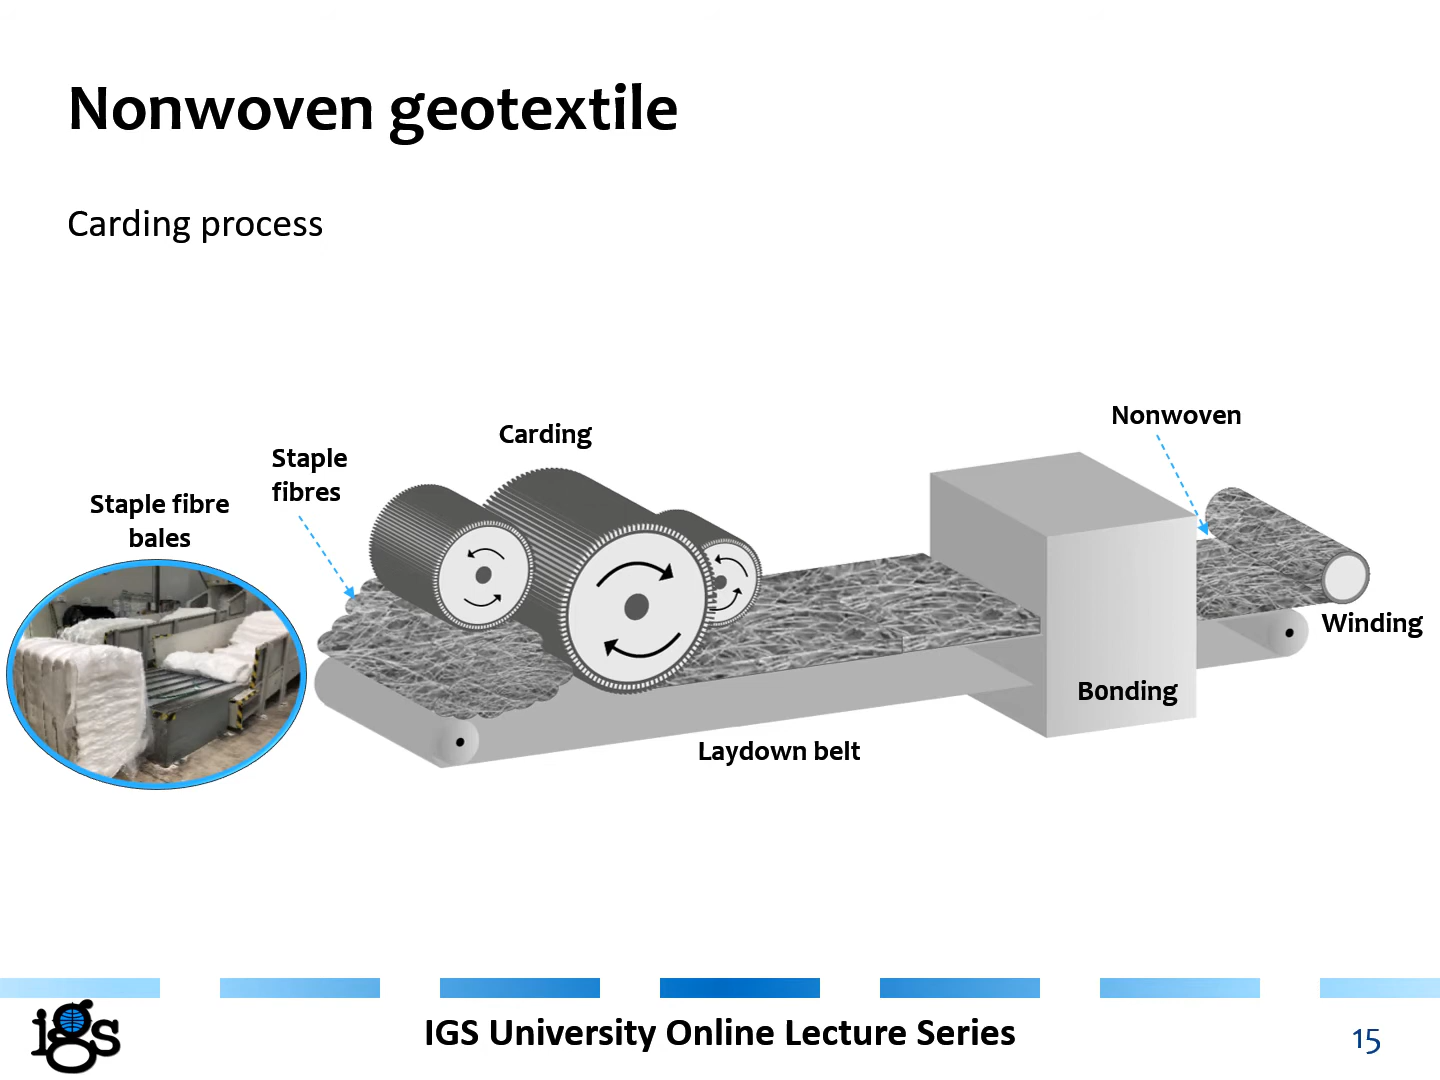 Nonwoven geotextile
Carding process
Nonwoven
Carding
Staple
fibres
Staple fibre
bales
Winding
Bonding
Laydown belt
igs
IGS University Online Lecture Series
15